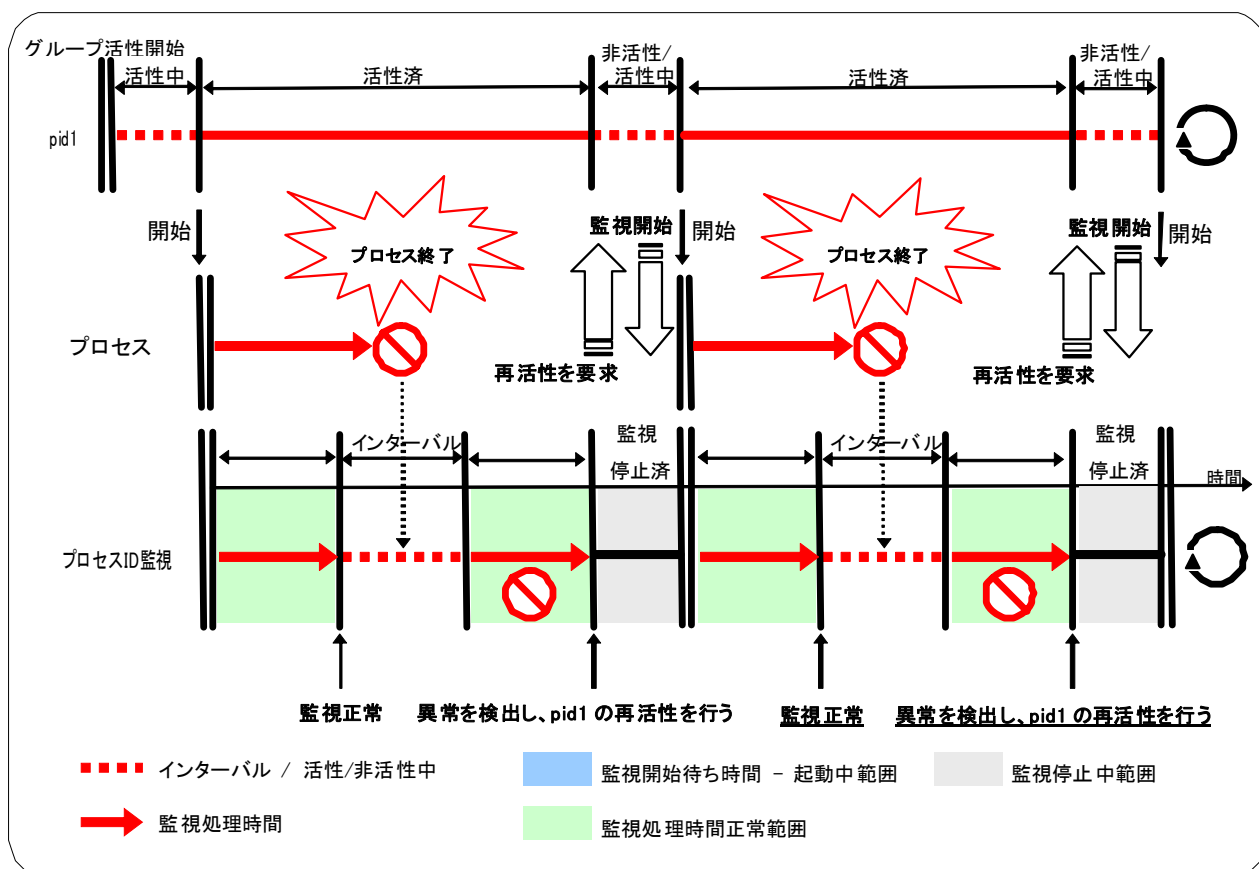 グループ活性開始
活性中
活性済
非活性/
活性中
活性済
非活性/
活性中
pid1
開始
プロセス終了
監視開始
開始
プロセス終了
監視開始
開始
プロセス
再活性を要求
再活性を要求
インターバル
監視
停止済
インターバル
監視
停止済
時間
プロセスID監視
監視正常
異常を検出し、pid1 の再活性を行う
監視正常
異常を検出し、pid1 の再活性を行う
インターバル / 活性/非活性中
監視開始待ち時間 - 起動中範囲
監視停止中範囲
監視処理時間
監視処理時間正常範囲